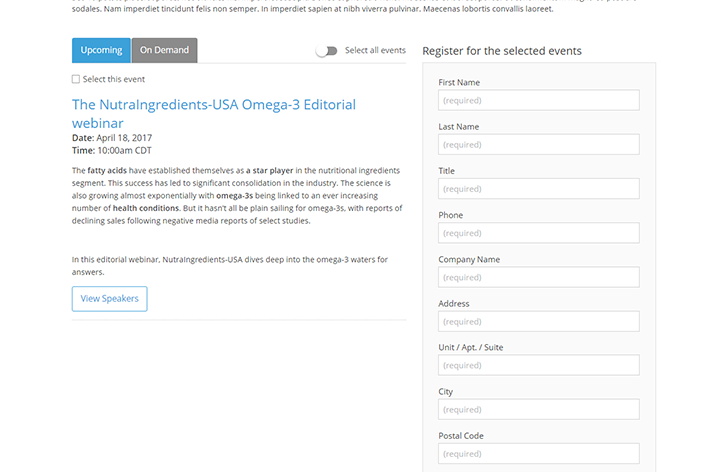 sodales. Nam imperdiet tincidunt felis non semper. In imperdiet sapien at nibh viverra pulvinar. Maecenas lobortis convallis laoreet.
Upcoming
On Demand
Select all events
Select this event
The NutraIngredients-USA Omega-3 Editorial
webinar
Date: April 18, 2017
Time: 10:00am CDT
The fatty acids have established themselves as a star player in the nutritional ingredients
segment. This success has led to significant consolidation in the industry. The science is
also growing almost exponentially with omega-3s being linked to an ever increasing
number of health conditions. But it hasn't all be plain sailing for omega-3s, with reports of
declining sales following negative media reports of select studies.
In this editorial webinar, NutraIngredients-USA dives deep into the omega-3 waters for
answers.
View Speakers
Register for the selected events
First Name
(required)
Last Name
(required)
Title
(required)
Phone
(required)
Company Name
(required)
Address
(required)
Unit / Apt. / Suite
(required)
City
(required)
Postal Code
(required)